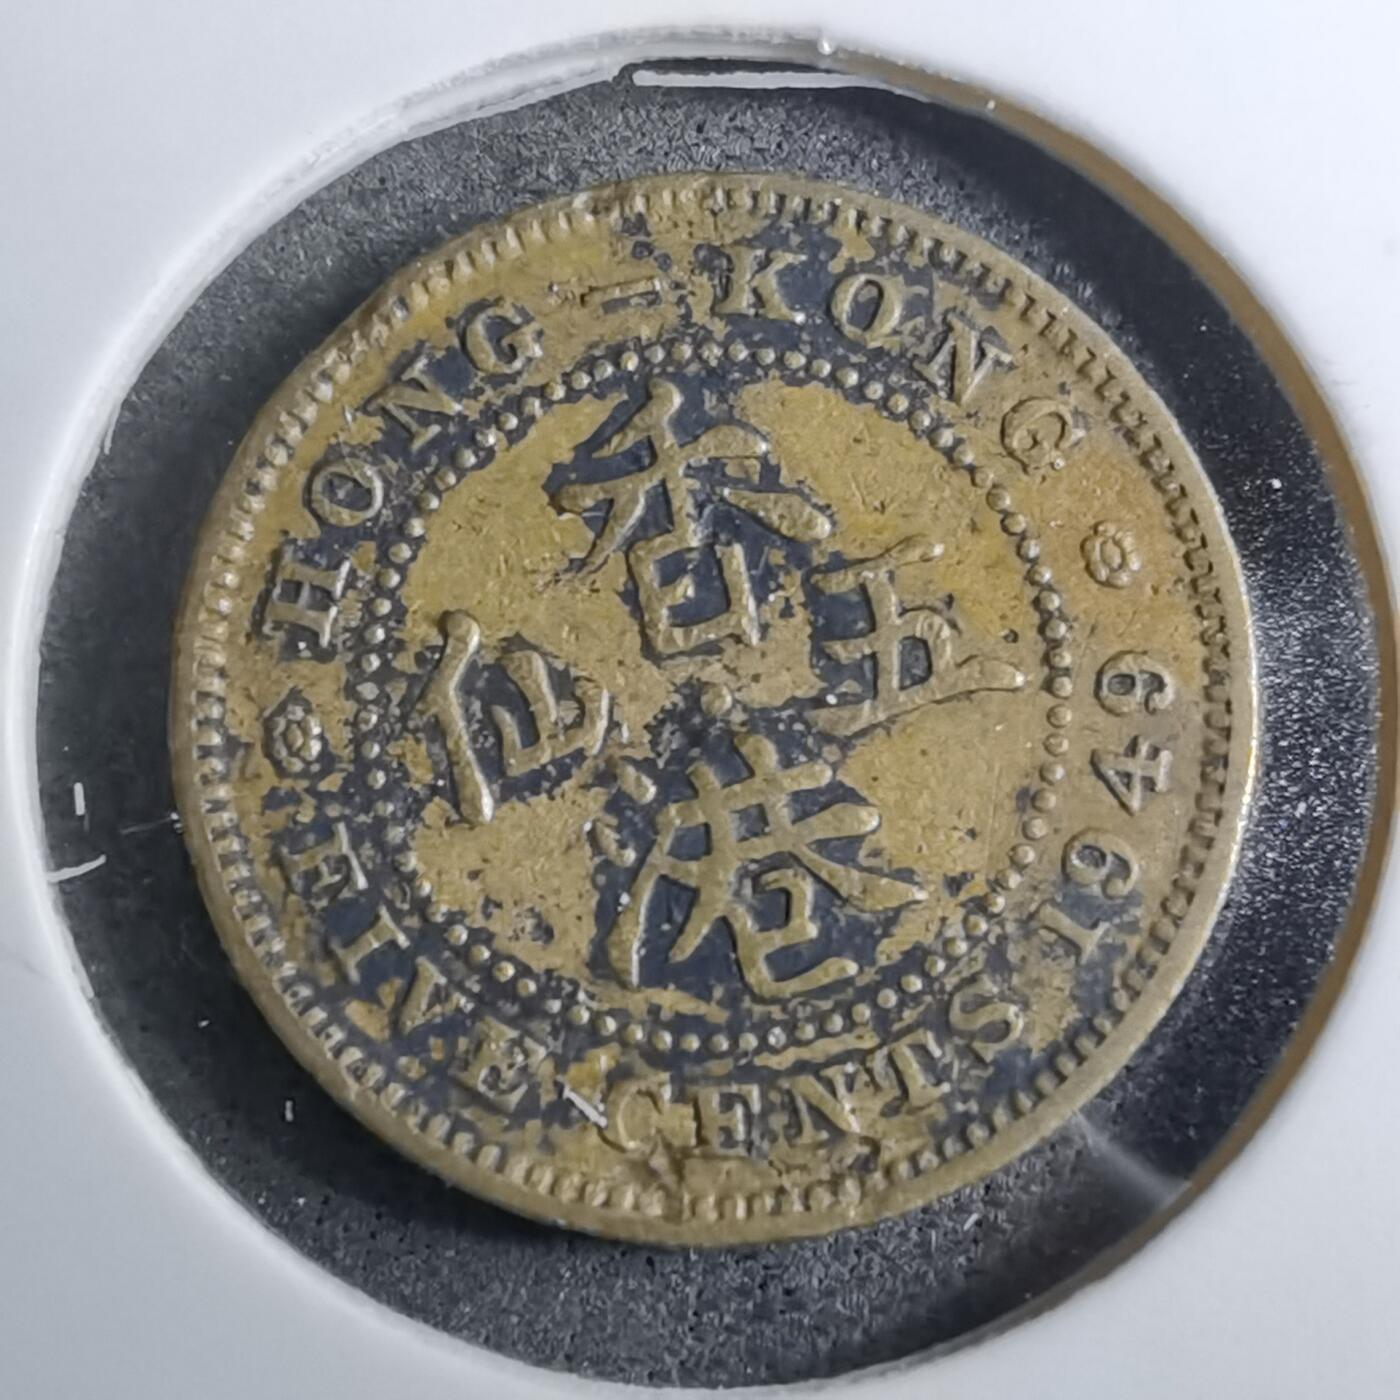 HONG-KONG
香港
五仙
FIVE CENTS 1949